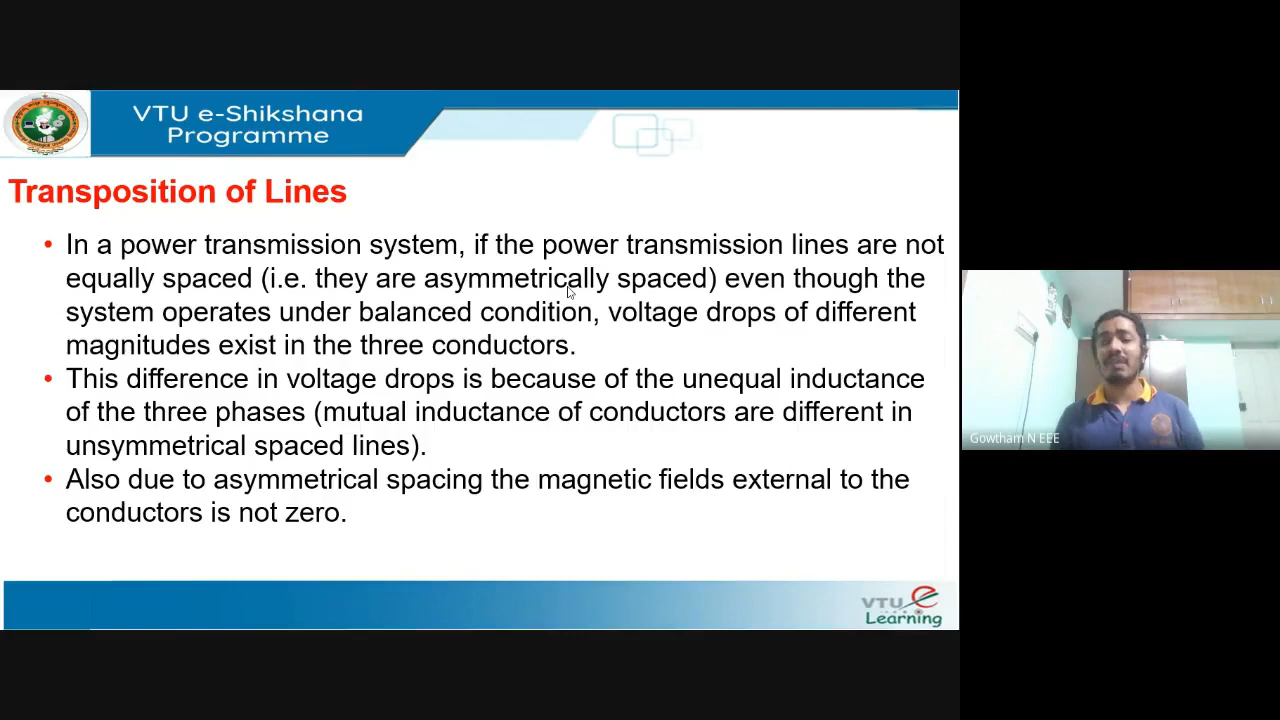 VTU e-Shikshana
Programme
Transposition of Lines
• In a power transmission system, if the power transmission lines are not
equally spaced (i.e. they are asymmetrically spaced) even though the
system operates under balanced condition, voltage drops of different
magnitudes exist in the three conductors.
• This difference in voltage drops is because of the unequal inductance
of the three phases (mutual inductance of conductors are different in
unsymmetrical spaced lines).
• Also due to asymmetrical spacing the magnetic fields external to the
conductors is not zero.
Gowtham N EEE
VTU e
Learning